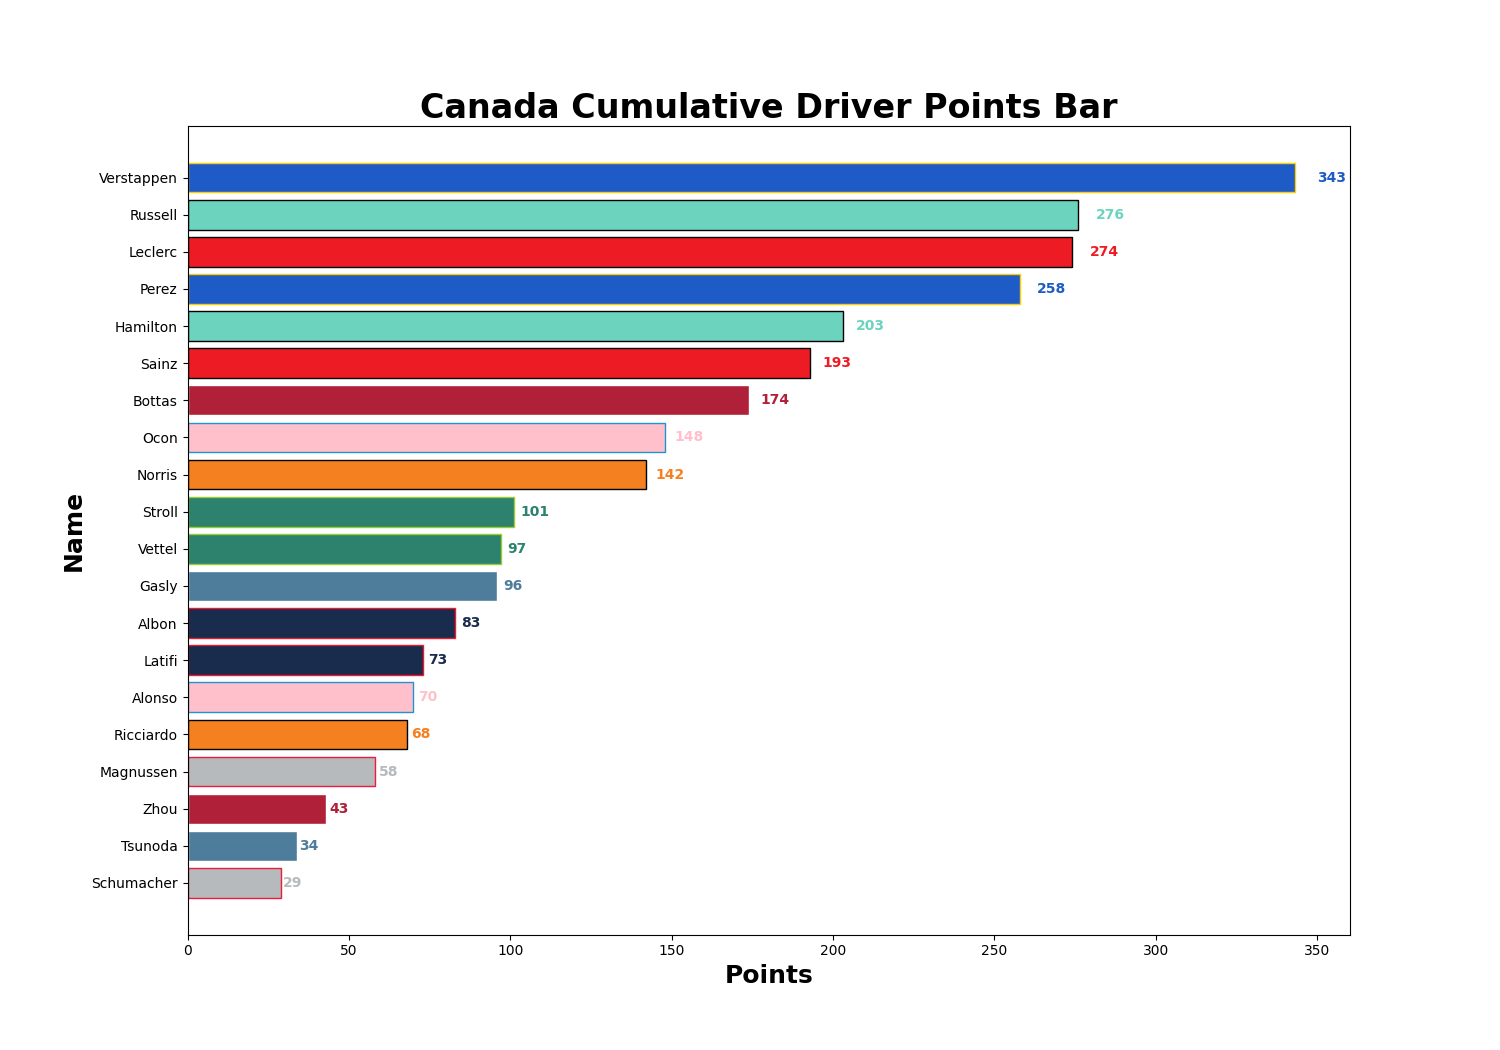 Canada Cumulative Driver Points Bar
Name
Verstappen 343
Russell 276
Leclerc 274
Perez 258
Hamilton 203
Sainz 193
Bottas 174
Ocon 148
Norris 142
Stroll 101
Vettel 97
Gasly 96
Albon 83
Latifi 73
Alonso 70
Ricciardo 68
Magnussen 58
Zhou 43
Tsunoda 34
Schumacher 29
0 50 100 150 200 250 300 350
Points